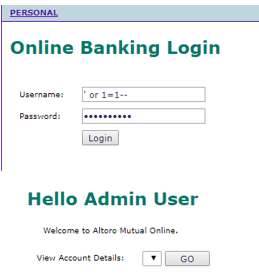 PERSONAL
Online Banking Login
Username: ' or 1=1--
Password: ••••••••••
Login
Hello Admin User
Welcome to Altoro Mutual Online.
View Account Details: ▼ GO